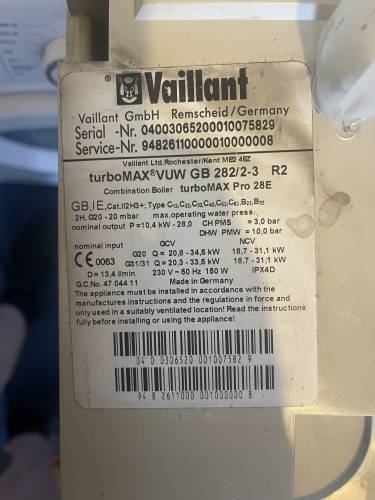 Vaillant
Vaillant GmbH Remscheid/Germany
Serial -Nr. 04003065200010075829
Service-Nr. 94826110000010000008
Vaillant Ltd.Rochester/Kent ME2 4EZ
turboMAX® VUW GB 282/2-3 R2
Combination Boiler turboMAX Pro 28E
GB,IE,Cat.II2H3+; Type C12,C22,C32,C42,C52,C82,B22,B32
2H, G20 - 20 mbar max.operating water press.
nominal output P=10,4 kW - 28,0 CH PMS = 3,0 bar
DHW PMW = 10,0 bar
nominal input GCV NCV
CE 0063 G20 Q = 20,8 - 34,5 kW 18,7 - 31,1 kW
G31/31 Q = 20,3 - 33,5 kW 18,7 - 31,1 kW
D = 13,4 l/min 230 V ~ 50 Hz 150 W IPX4D
G.C.No. 47 044 11 Made in Germany
The appliance must be installed in accordance with the
manufactures instructions and the regulations in force and
only used in a suitably ventilated location! Read the instructions
fully before installing or using the appliance!
04 0 0306520 001007582 9
94 8 2611000 001000000 8